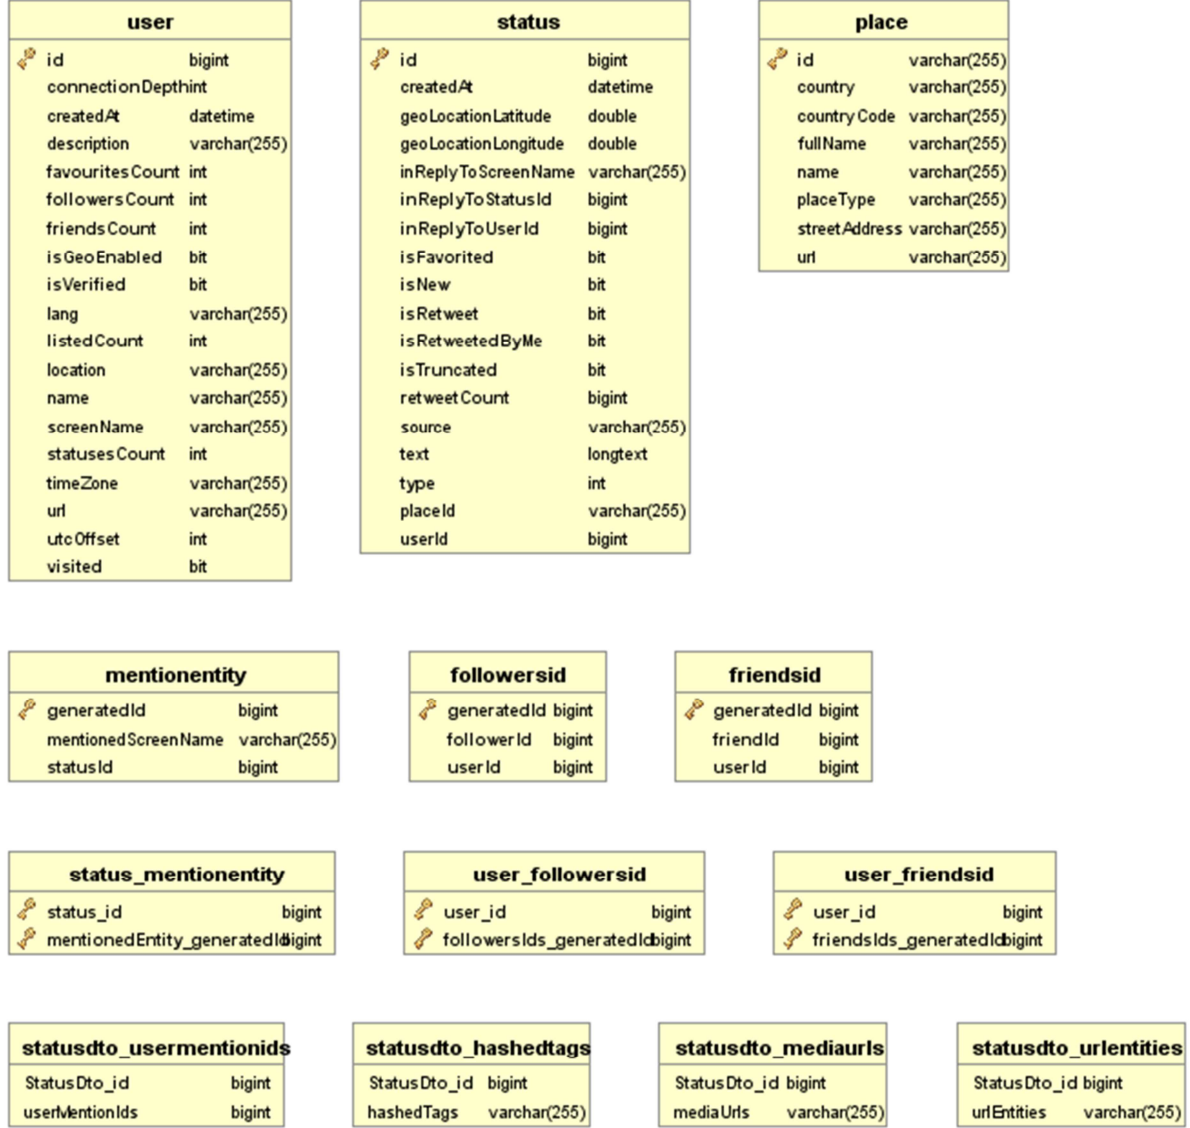 user
id bigint
connectionDepthint
createdAt datetime
description varchar(255)
favouritesCount int
followersCount int
friendsCount int
isGeoEnabled bit
isVerified bit
lang varchar(255)
listedCount int
location varchar(255)
name varchar(255)
screenName varchar(255)
statusesCount int
timeZone varchar(255)
url varchar(255)
utcOffset int
visited bit
status
id bigint
createdAt datetime
geoLocationLatitude double
geoLocationLongitude double
inReplyToScreenName varchar(255)
inReplyToStatusId bigint
inReplyToUserId bigint
isFavorited bit
isNew bit
isRetweet bit
isRetweetedByMe bit
isTruncated bit
retweetCount bigint
source varchar(255)
text longtext
type int
placeId varchar(255)
userId bigint
place
id varchar(255)
country varchar(255)
countryCode varchar(255)
fullName varchar(255)
name varchar(255)
placeType varchar(255)
streetAddress varchar(255)
url varchar(255)
mentionentity
generatedId bigint
mentionedScreenName varchar(255)
statusId bigint
followersid
generatedId bigint
followerId bigint
userId bigint
friendsid
generatedId bigint
friendId bigint
userId bigint
status_mentionentity
status_id bigint
mentionedEntity_generatedId bigint
user_followersid
user_id bigint
followersIds_generatedId bigint
user_friendsid
user_id bigint
friendsIds_generatedId bigint
statusdto_usermentionids
StatusDto_id bigint
userMentionIds bigint
statusdto_hashedtags
StatusDto_id bigint
hashedTags varchar(255)
statusdto_mediaurls
StatusDto_id bigint
mediaUrls varchar(255)
statusdto_urlentities
StatusDto_id bigint
urlEntities varchar(255)